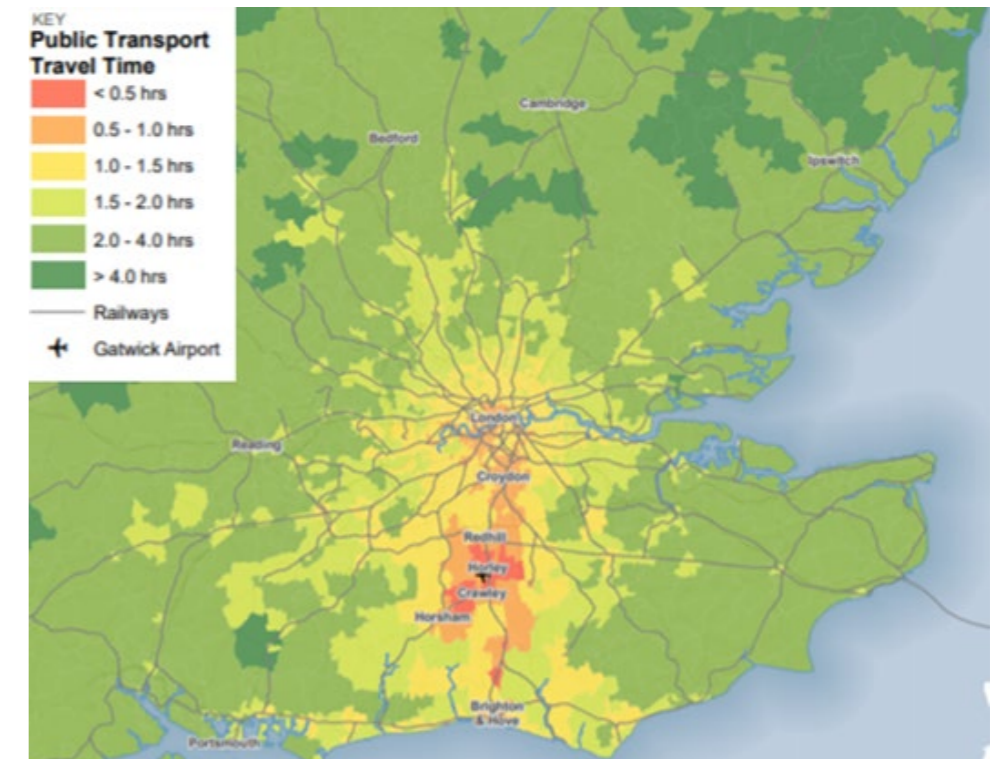 KEY
Public Transport
Travel Time
< 0.5 hrs
0.5 - 1.0 hrs
1.0 - 1.5 hrs
1.5 - 2.0 hrs
2.0 - 4.0 hrs
> 4.0 hrs
Railways
Gatwick Airport
Cambridge
Bedford
Ipswich
London
Reading
Croydon
Redhill
Horley
Crawley
Horsham
Brighton
& Hove
Portsmouth